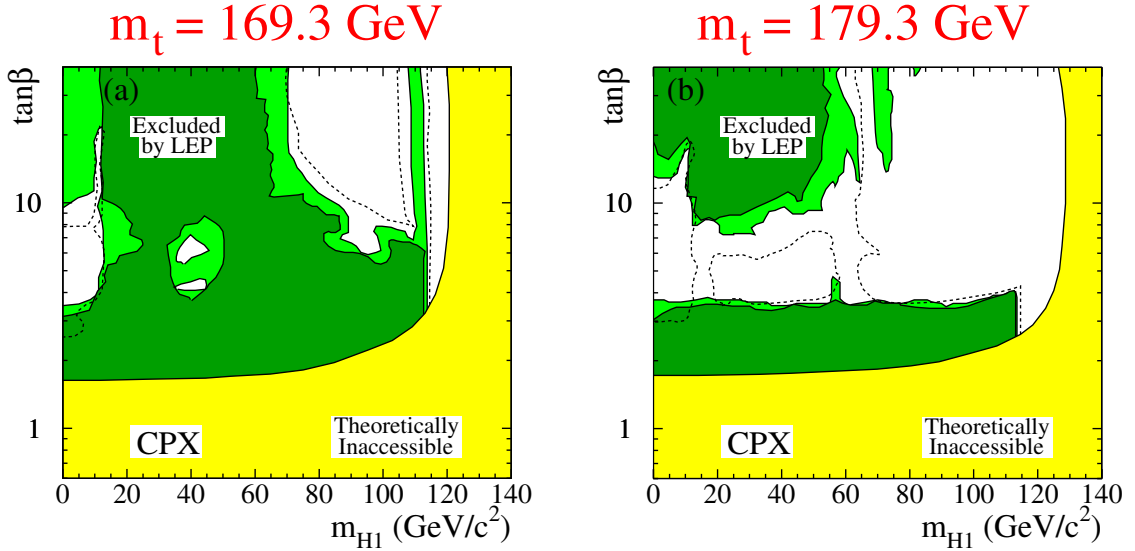 m_t = 169.3 GeV
tanβ
(a)
Excluded
by LEP
10
1
CPX
Theoretically
Inaccessible
0 20 40 60 80 100 120 140
m_H1 (GeV/c²)
m_t = 179.3 GeV
tanβ
(b)
Excluded
by LEP
10
1
CPX
Theoretically
Inaccessible
0 20 40 60 80 100 120 140
m_H1 (GeV/c²)